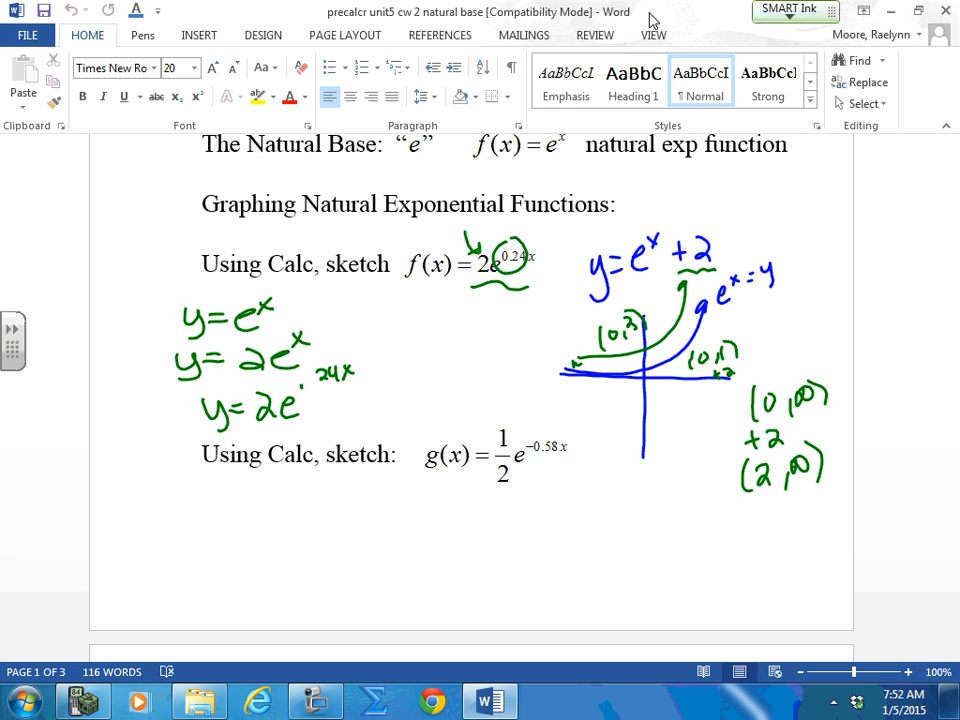 precalcr unit5 cw 2 natural base [Compatibility Mode] - Word
SMART Ink
FILE HOME Pens INSERT DESIGN PAGE LAYOUT REFERENCES MAILINGS REVIEW VIEW Moore, Raelynn
Paste
Times New Ro 20
AaBbCcI AaBbC AaBbCcI AaBbCcl
Emphasis Heading 1 ¶ Normal Strong
Find
Replace
Select
Clipboard Font Paragraph Styles Editing
The Natural Base: “e” f(x) = e^x natural exp function
Graphing Natural Exponential Functions:
Using Calc, sketch f(x) = 2e^0.24x
y = e^x + 2
e^x = y
y = e^x
y = 2e^x
y = 2e^.24x
(0,2)
(0,1)
+2
(0,∞)
+2
(2,∞)
Using Calc, sketch: g(x) = 1/2 e^−0.58x
PAGE 1 OF 3 116 WORDS 100%
7:52 AM
1/5/2015